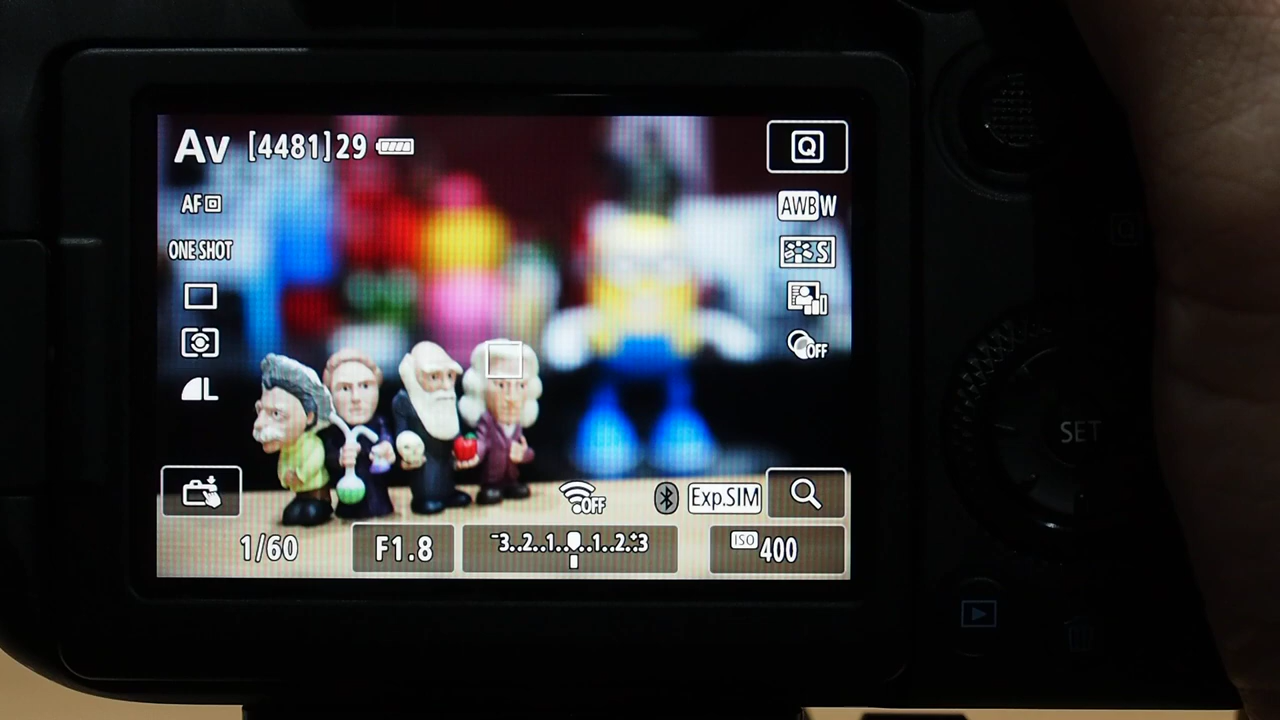 Av [4481] 29
Q
AF
AWB W
ONE SHOT
S
OFF
L
OFF
Exp.SIM
1/60
F1.8
-3..2..1..0..1..2..+3
ISO 400
SET
Q